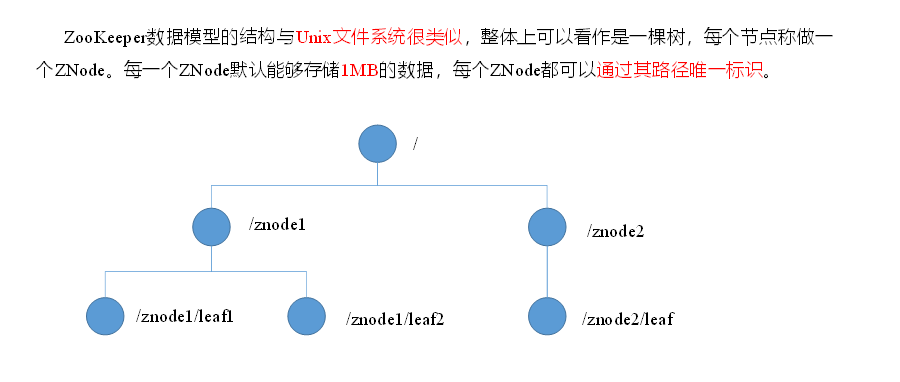 ZooKeeper数据模型的结构与Unix文件系统很类似，整体上可以看作是一棵树，每个节点称做一
个ZNode。每一个ZNode默认能够存储1MB的数据，每个ZNode都可以通过其路径唯一标识。
/
/znode1
/znode2
/znode1/leaf1
/znode1/leaf2
/znode2/leaf